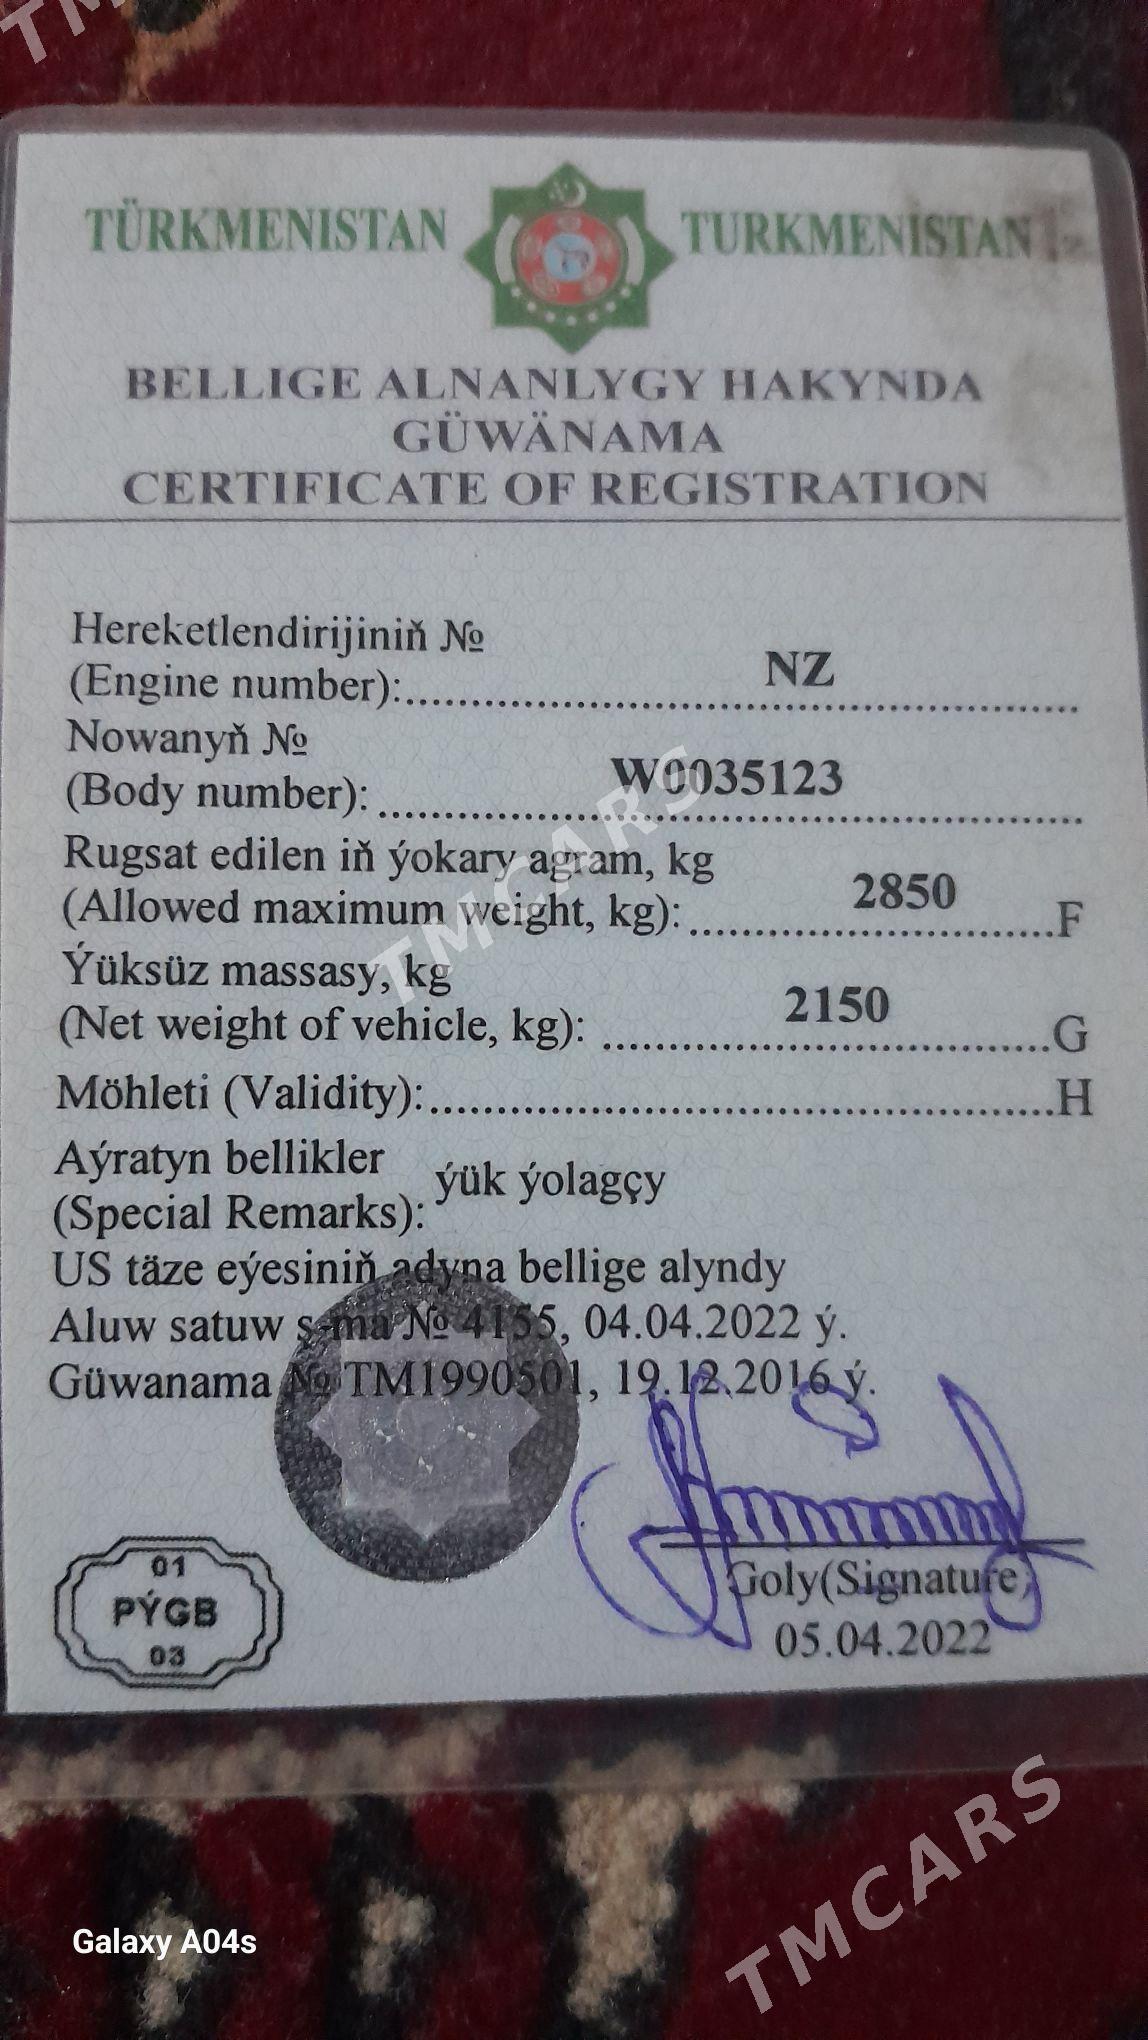 TÜRKMENISTAN TURKMENISTAN
BELLIGE ALNANLYGY HAKYNDA
GÜWÄNAMA
CERTIFICATE OF REGISTRATION
Hereketlendirijiniň №
(Engine number): NZ
Nowanyň №
(Body number): W0035123
Rugsat edilen iň ýokary agram, kg
(Allowed maximum weight, kg): 2850 F
Ýüksüz massasy, kg
(Net weight of vehicle, kg): 2150 G
Möhleti (Validity): H
Aýratyn bellikler
(Special Remarks): ýük ýolagçy
US täze eýesiniň adyna bellige alyndy
Aluw satuw s-ma № 4155, 04.04.2022 ý.
Güwanama № TM1990501, 19.12.2016 ý.
Goly(Signature)
05.04.2022
01
PÝGB
03
Galaxy A04s
TMCARS
TMCARS